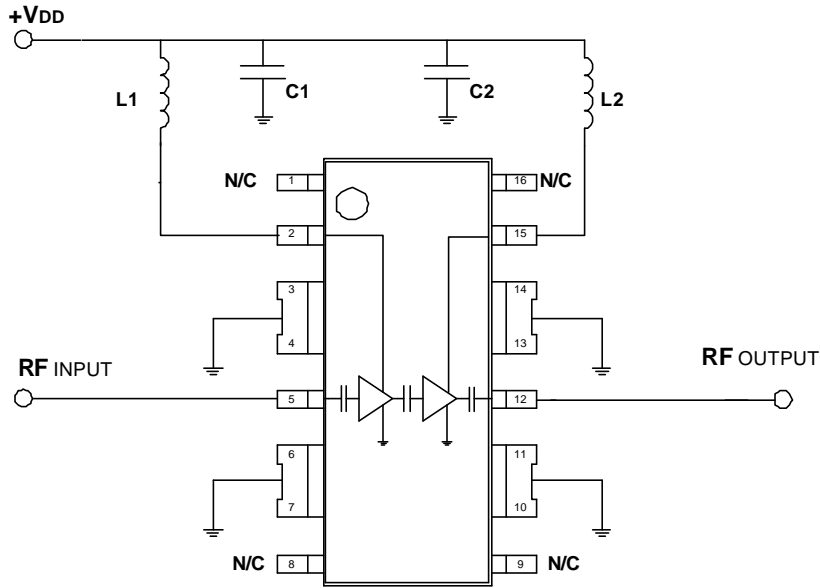 +VDD
L1
C1
C2
L2
N/C 1
16 N/C
2
15
3
14
4
13
RF INPUT
RF OUTPUT
5
12
6
11
7
10
N/C 8
9 N/C